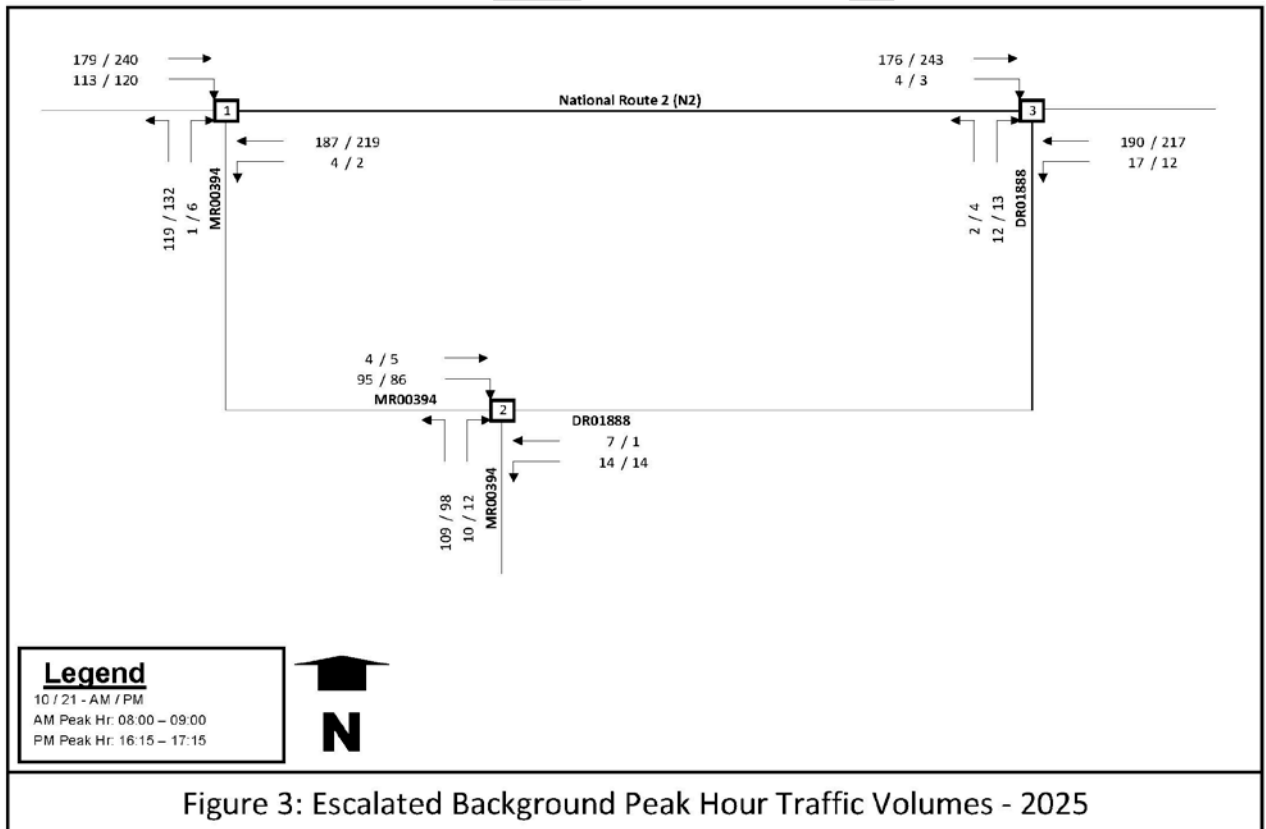 179 / 240
113 / 120
176 / 243
4 / 3
National Route 2 (N2)
1
3
187 / 219
4 / 2
190 / 217
17 / 12
119 / 132
1 / 6
MR00394
2 / 4
12 / 13
DR01888
4 / 5
95 / 86
MR00394
2
DR01888
7 / 1
14 / 14
109 / 98
10 / 12
MR00394
Legend
10 / 21 - AM / PM
AM Peak Hr: 08:00 – 09:00
PM Peak Hr: 16:15 – 17:15
N
Figure 3: Escalated Background Peak Hour Traffic Volumes - 2025